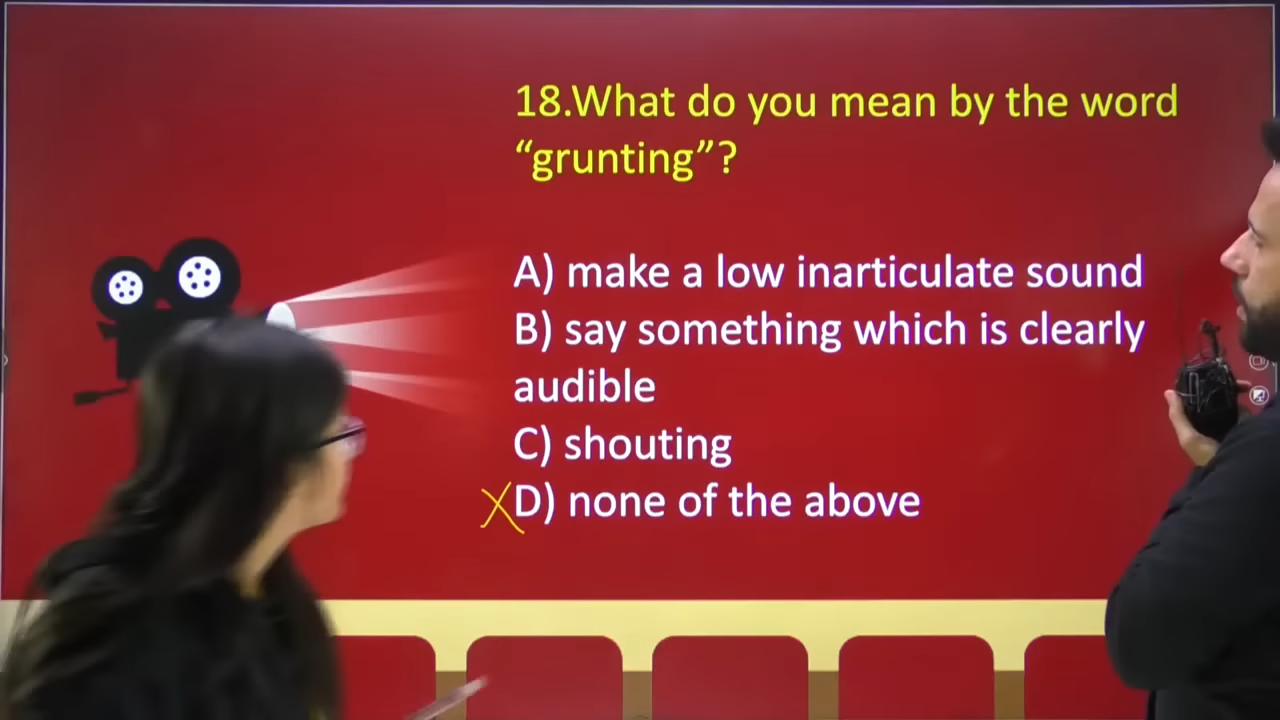 18.What do you mean by the word
“grunting”?
A) make a low inarticulate sound
B) say something which is clearly
audible
C) shouting
D) none of the above